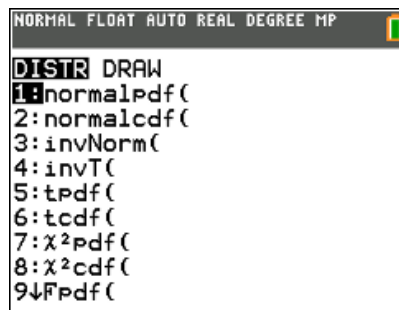 NORMAL FLOAT AUTO REAL DEGREE MP
DISTR DRAW
1:normalpdf(
2:normalcdf(
3:invNorm(
4:invT(
5:tpdf(
6:tcdf(
7:χ²pdf(
8:χ²cdf(
9↓Fpdf(